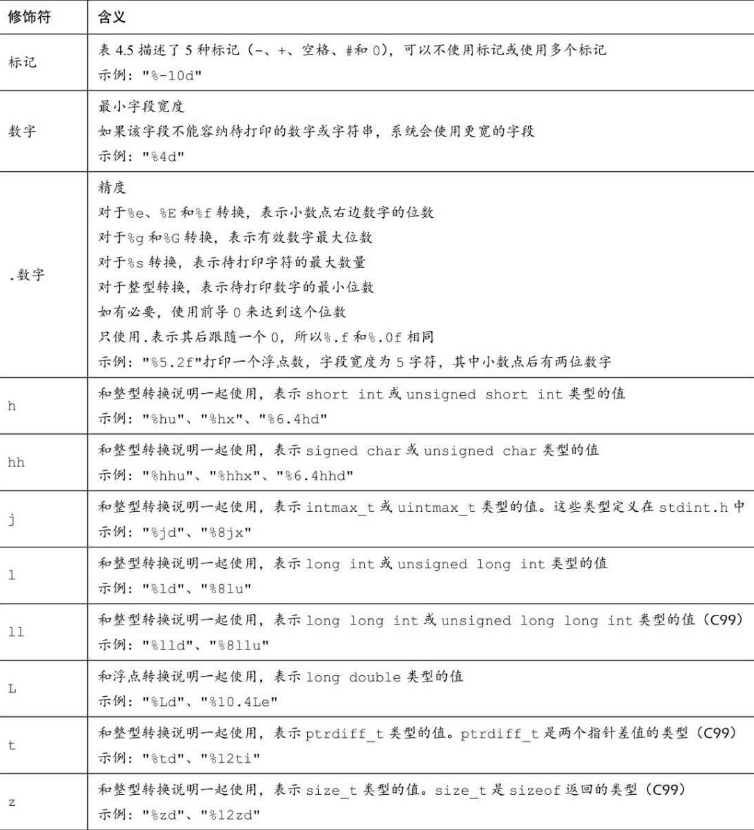 修饰符 含义
标记
表 4.5 描述了 5 种标记（-、+、空格、#和 0），可以不使用标记或使用多个标记
示例："%-10d"
数字
最小字段宽度
如果该字段不能容纳待打印的数字或字符串，系统会使用更宽的字段
示例："%4d"
.数字
精度
对于%e、%E 和%f 转换，表示小数点右边数字的位数
对于%g 和%G 转换，表示有效数字最大位数
对于%s 转换，表示待打印字符的最大数量
对于整型转换，表示待打印数字的最小位数
如有必要，使用前导 0 来达到这个位数
只使用.表示其后跟随一个 0，所以%.f 和%.0f 相同
示例："%5.2f"打印一个浮点数，字段宽度为 5 字符，其中小数点后有两位数字
h
和整型转换说明一起使用，表示 short int 或 unsigned short int 类型的值
示例："%hu"、"%hx"、"%6.4hd"
hh
和整型转换说明一起使用，表示 signed char 或 unsigned char 类型的值
示例："%hhu"、"%hhx"、"%6.4hhd"
j
和整型转换说明一起使用，表示 intmax_t 或 uintmax_t 类型的值。这些类型定义在 stdint.h 中
示例："%jd"、"%8jx"
l
和整型转换说明一起使用，表示 long int 或 unsigned long int 类型的值
示例："%ld"、"%8lu"
ll
和整型转换说明一起使用，表示 long long int 或 unsigned long long int 类型的值（C99）
示例："%lld"、"%8llu"
L
和浮点转换说明一起使用，表示 long double 类型的值
示例："%Ld"、"%10.4Le"
t
和整型转换说明一起使用，表示 ptrdiff_t 类型的值。ptrdiff_t 是两个指针差值的类型（C99）
示例："%td"、"%12ti"
z
和整型转换说明一起使用，表示 size_t 类型的值。size_t 是 sizeof 返回的类型（C99）
示例："%zd"、"%12zd"